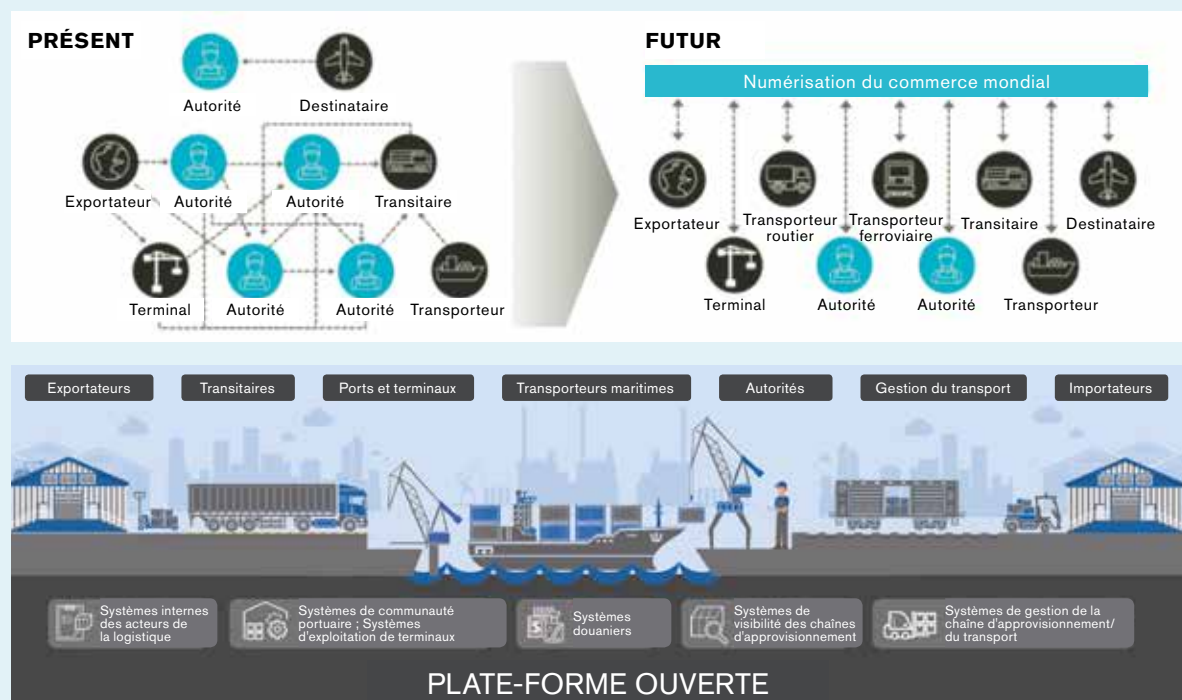 PRÉSENT
Autorité
Destinataire
Exportateur
Autorité
Autorité
Transitaire
Terminal
Autorité
Autorité
Transporteur
FUTUR
Numérisation du commerce mondial
Exportateur
Transporteur
routier
Transporteur
ferroviaire
Transitaire
Destinataire
Terminal
Autorité
Autorité
Transporteur
Exportateurs
Transitaires
Ports et terminaux
Transporteurs maritimes
Autorités
Gestion du transport
Importateurs
Systèmes internes
des acteurs de
la logistique
Systèmes de communauté
portuaire ; Systèmes
d'exploitation de terminaux
Systèmes
douaniers
Systèmes de
visibilité des chaînes
d'approvisionnement
Systèmes de gestion de la
chaîne d'approvisionnement/
du transport
PLATE-FORME OUVERTE